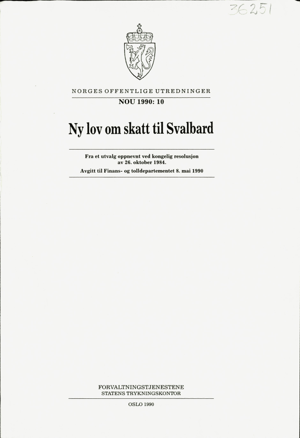 36251
NORGES OFFENTLIGE UTREDNINGER
NOU 1990: 10
Ny lov om skatt til Svalbard
Fra et utvalg oppnevnt ved kongelig resolusjon
av 26. oktober 1984.
Avgitt til Finans- og tolldepartementet 8. mai 1990
FORVALTNINGSTJENESTENE
STATENS TRYKNINGSKONTOR
OSLO 1990